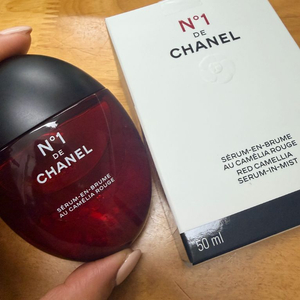 N°1
DE
CHANEL
SÉRUM-EN-BRUME
AU CAMÉLIA ROUGE
N°1
DE
CHANEL
SÉRUM-EN-BRUME
AU CAMÉLIA ROUGE
RED CAMELLIA
SERUM-IN-MIST
50 ml